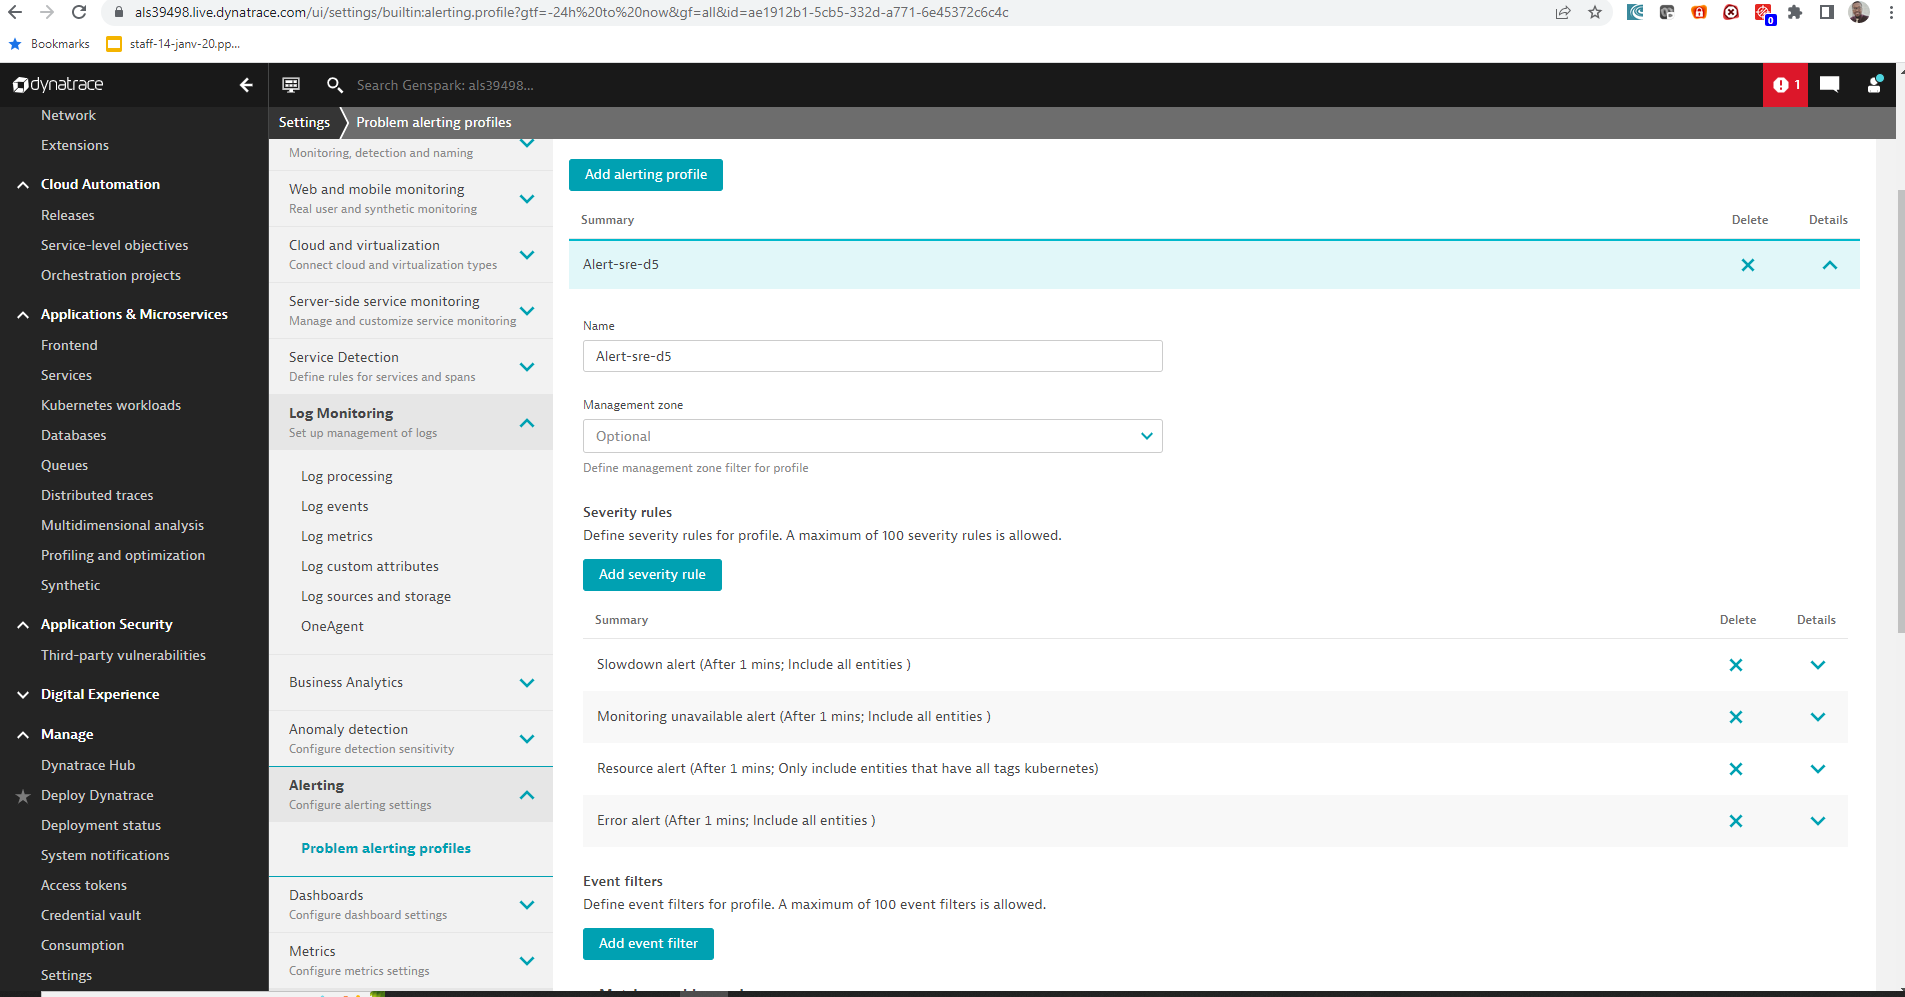 als39498.live.dynatrace.com/ui/settings/builtin:alerting.profile?gtf=-24h%20to%20now&gf=all&id=ae1912b1-5cb5-332d-a771-6e45372c6c4c
0
Bookmarks
staff-14-janv-20.pp...
dynatrace
Search Genspark: als39498...
1
Network
Extensions
Cloud Automation
Releases
Service-level objectives
Orchestration projects
Applications & Microservices
Frontend
Services
Kubernetes workloads
Databases
Queues
Distributed traces
Multidimensional analysis
Profiling and optimization
Synthetic
Application Security
Third-party vulnerabilities
Digital Experience
Manage
Dynatrace Hub
Deploy Dynatrace
Deployment status
System notifications
Access tokens
Credential vault
Consumption
Settings
Settings
Problem alerting profiles
Monitoring, detection and naming
Web and mobile monitoring
Real user and synthetic monitoring
Cloud and virtualization
Connect cloud and virtualization types
Server-side service monitoring
Manage and customize service monitoring
Service Detection
Define rules for services and spans
Log Monitoring
Set up management of logs
Log processing
Log events
Log metrics
Log custom attributes
Log sources and storage
OneAgent
Business Analytics
Anomaly detection
Configure detection sensitivity
Alerting
Configure alerting settings
Problem alerting profiles
Dashboards
Configure dashboard settings
Metrics
Configure metrics settings
Add alerting profile
Summary Delete Details
Alert-sre-d5
Name
Alert-sre-d5
Management zone
Optional
Define management zone filter for profile
Severity rules
Define severity rules for profile. A maximum of 100 severity rules is allowed.
Add severity rule
Summary Delete Details
Slowdown alert (After 1 mins; Include all entities )
Monitoring unavailable alert (After 1 mins; Include all entities )
Resource alert (After 1 mins; Only include entities that have all tags kubernetes)
Error alert (After 1 mins; Include all entities )
Event filters
Define event filters for profile. A maximum of 100 event filters is allowed.
Add event filter